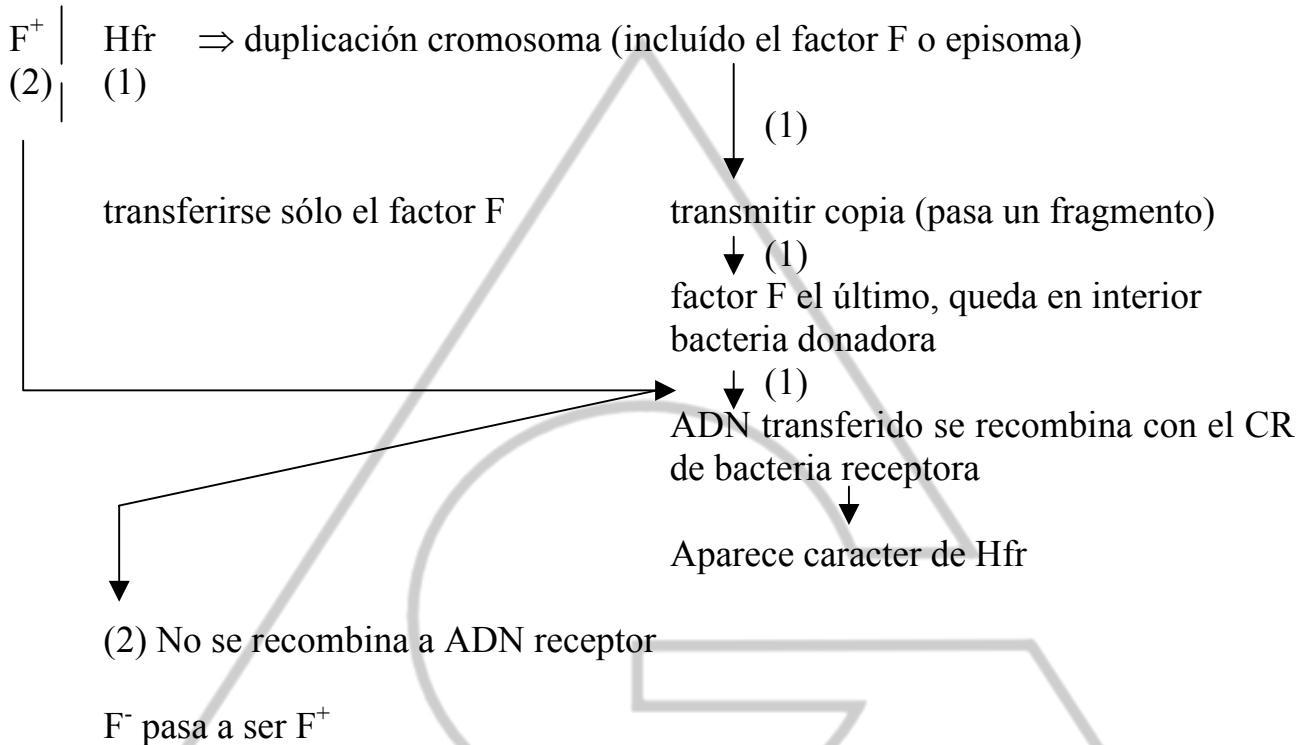 F⁺ | Hfr ⇒ duplicación cromosoma (incluído el factor F o episoma)
(2) | (1)
(1)
transferirse sólo el factor F transmitir copia (pasa un fragmento)
(1)
factor F el último, queda en interior
bacteria donadora
(1)
ADN transferido se recombina con el CR
de bacteria receptora
Aparece caracter de Hfr
(2) No se recombina a ADN receptor
F⁻ pasa a ser F⁺